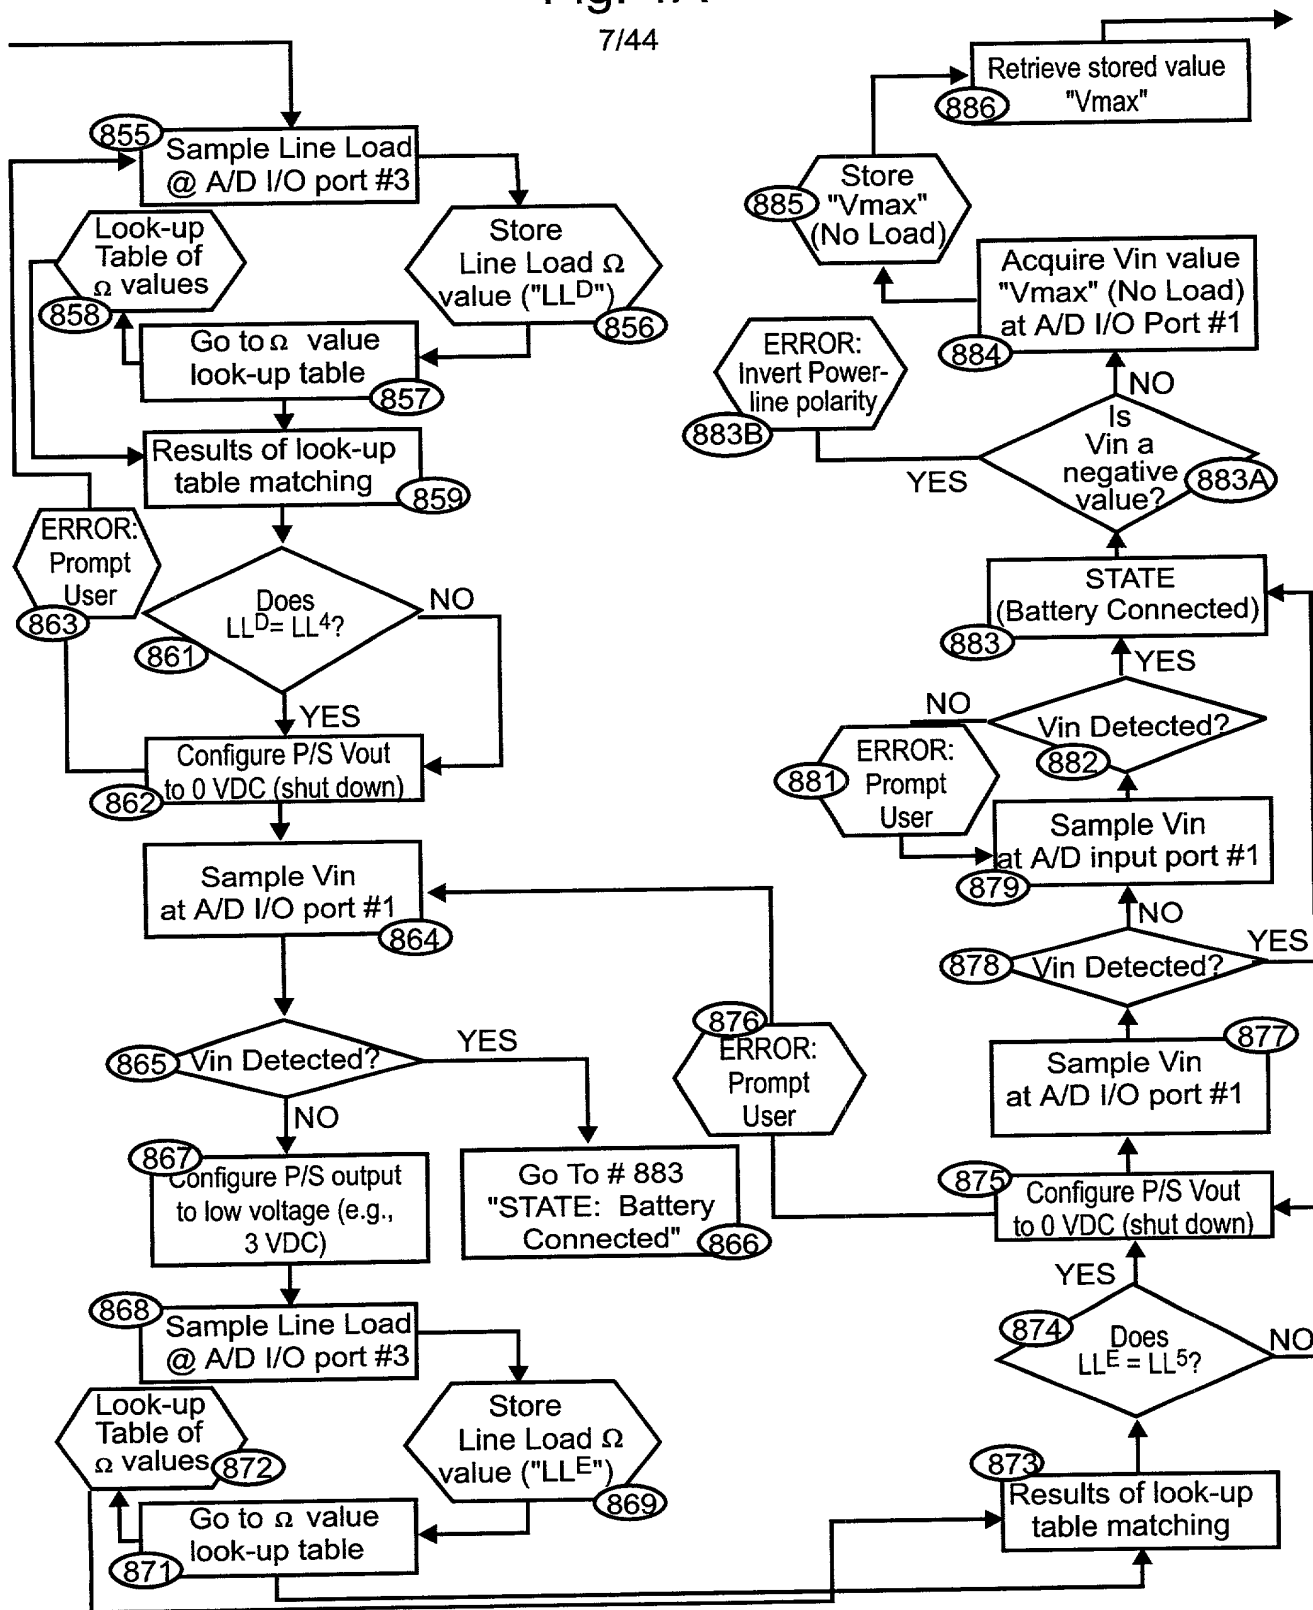 7/44
855
Sample Line Load
@ A/D I/O port #3
Look-up
Table of
Ω values
858
Store
Line Load Ω
value ("LLD")
856
Go to Ω value
look-up table
857
Results of look-up
table matching
859
ERROR:
Prompt
User
863
Does
LLD= LL4?
861
NO
YES
Configure P/S Vout
to 0 VDC (shut down)
862
Sample Vin
at A/D I/O port #1
864
865
Vin Detected?
YES
NO
867
Configure P/S output
to low voltage (e.g.,
3 VDC)
Go To # 883
"STATE: Battery
Connected"
866
868
Sample Line Load
@ A/D I/O port #3
Look-up
Table of
Ω values
872
Store
Line Load Ω
value ("LLE")
869
Go to Ω value
look-up table
871
Retrieve stored value
"Vmax"
886
Store
"Vmax"
(No Load)
885
Acquire Vin value
"Vmax" (No Load)
at A/D I/O Port #1
884
ERROR:
Invert Power-
line polarity
883B
NO
Is
Vin a
negative
value?
883A
YES
STATE
(Battery Connected)
883
YES
NO
Vin Detected?
882
ERROR:
Prompt
User
881
Sample Vin
at A/D input port #1
879
NO
YES
878
Vin Detected?
876
ERROR:
Prompt
User
877
Sample Vin
at A/D I/O port #1
875
Configure P/S Vout
to 0 VDC (shut down)
YES
874
Does
LLE = LL5?
NO
873
Results of look-up
table matching